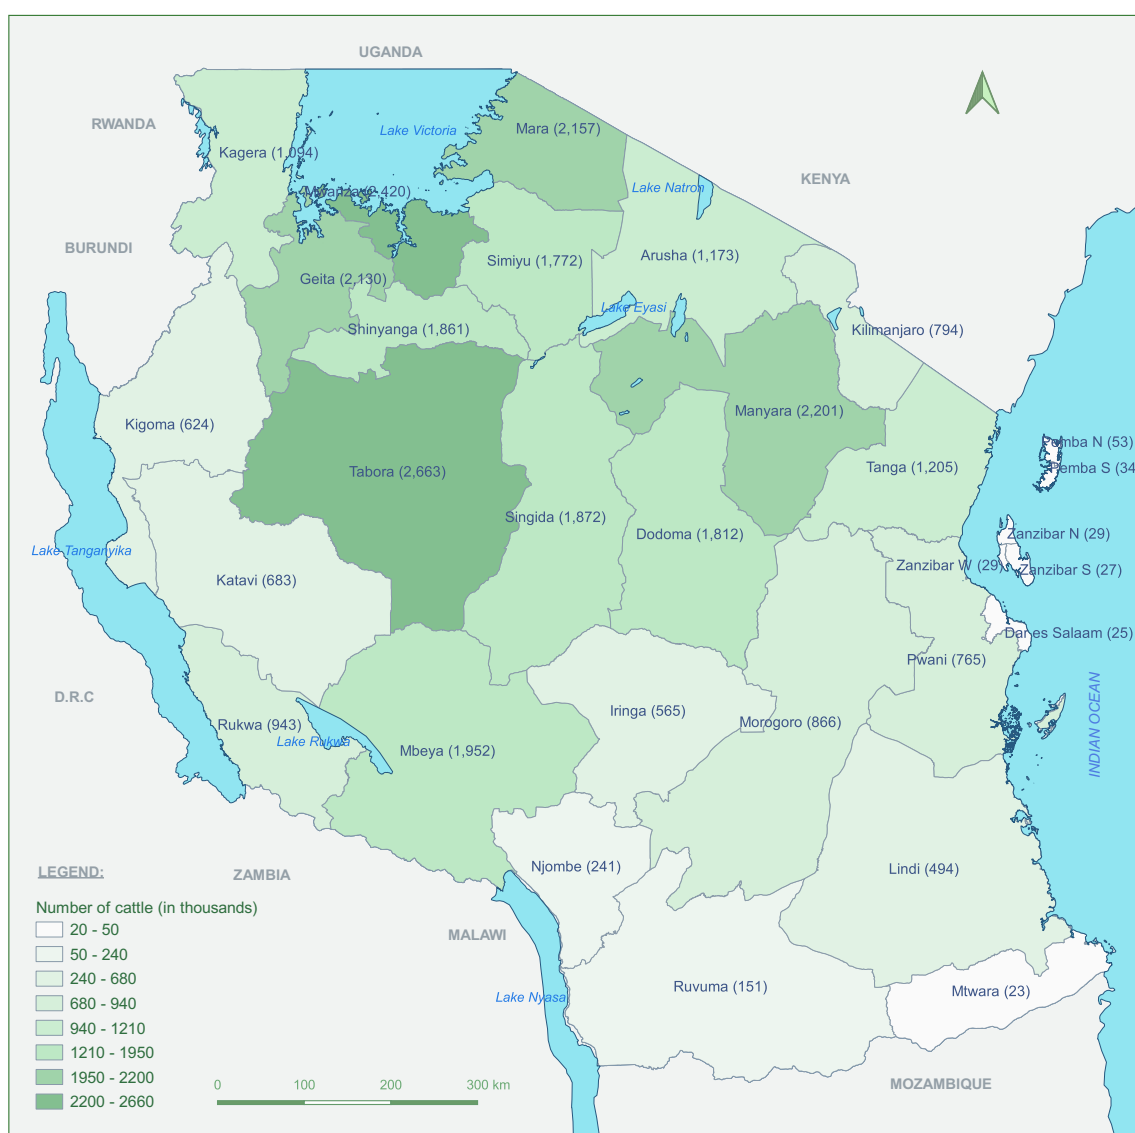 UGANDA
RWANDA
Lake Victoria
Mara (2,157)
Kagera (1,094)
KENYA
Lake Natron
Mwanza (2,420)
BURUNDI
Arusha (1,173)
Simiyu (1,772)
Geita (2,130)
Lake Eyasi
Shinyanga (1,861)
Kilimanjaro (794)
Manyara (2,201)
Kigoma (624)
Pemba N (53)
Tabora (2,663)
Tanga (1,205)
Pemba S (34
Singida (1,872)
Dodoma (1,812)
Zanzibar N (29)
Lake Tanganyika
Zanzibar W (29)
Zanzibar S (27)
Katavi (683)
Dar es Salaam (25)
Pwani (765)
D.R.C
Iringa (565)
Rukwa (943)
Morogoro (866)
INDIAN OCEAN
Lake Rukwa
Mbeya (1,952)
Njombe (241)
Lindi (494)
LEGEND:
ZAMBIA
Number of cattle (in thousands)
20 - 50
50 - 240
240 - 680
680 - 940
940 - 1210
1210 - 1950
1950 - 2200
2200 - 2660
MALAWI
Ruvuma (151)
Mtwara (23)
Lake Nyasa
0 100 200 300 km
MOZAMBIQUE